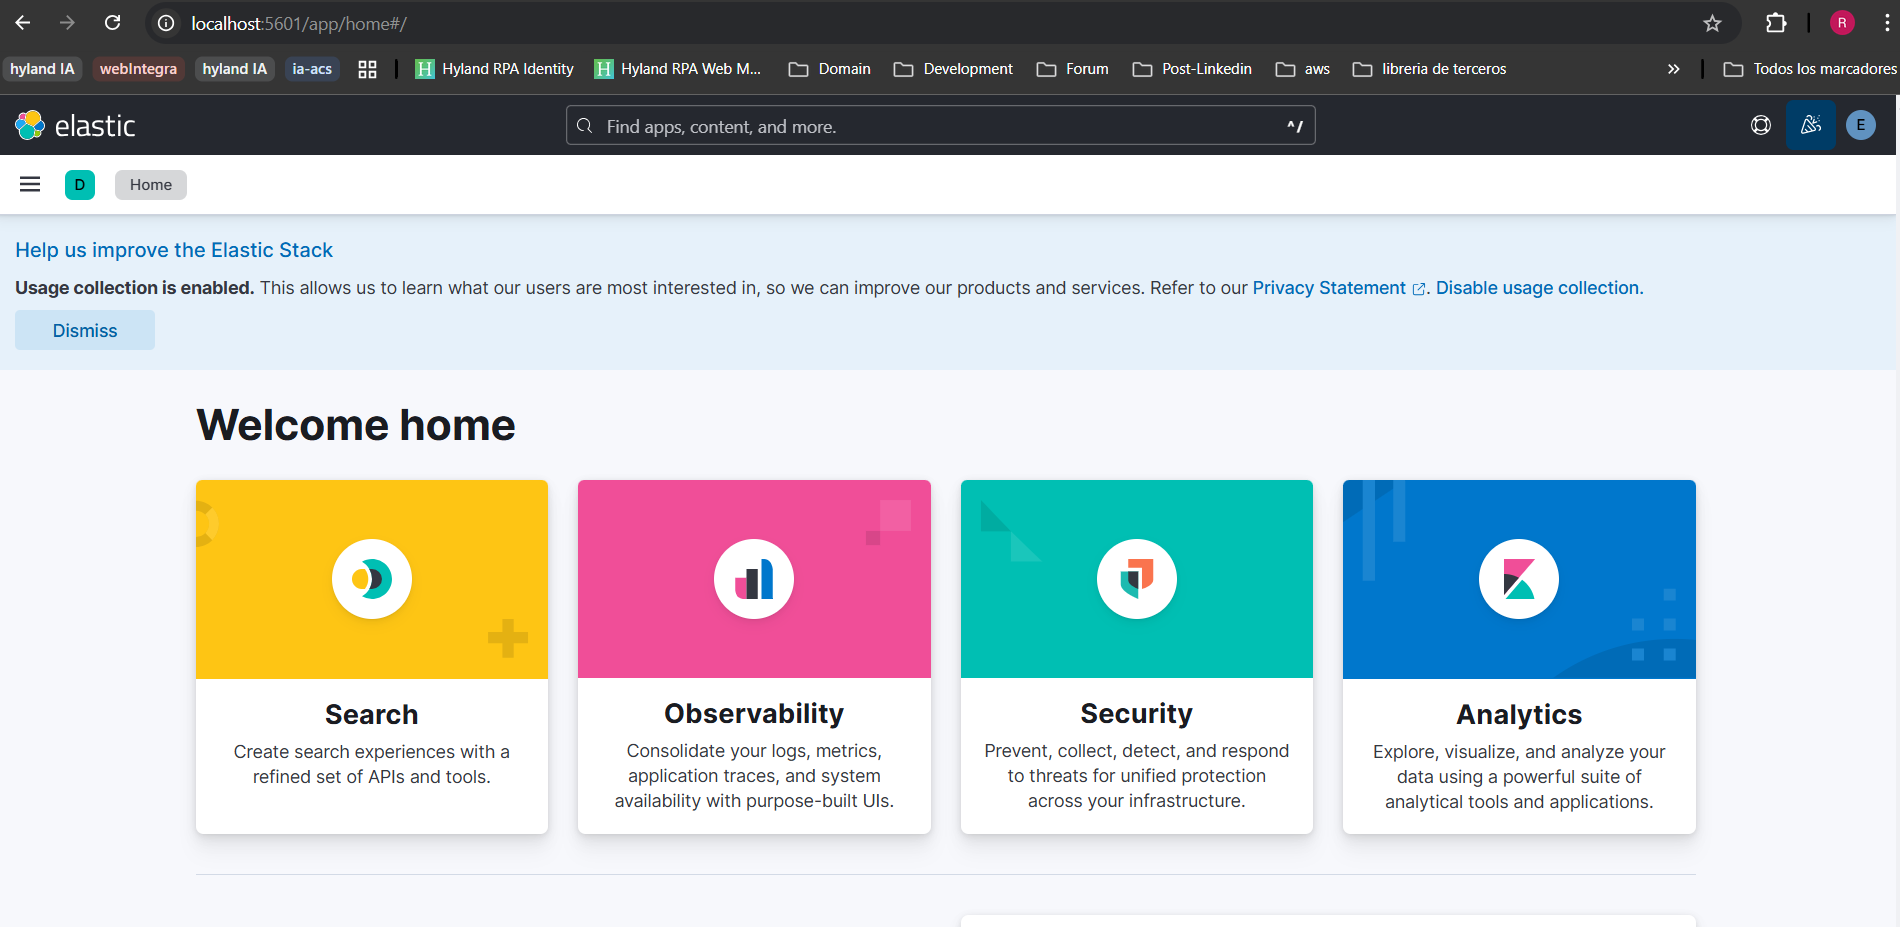 localhost:5601/app/home#/
R
hyland IA webIntegra hyland IA ia-acs H Hyland RPA Identity H Hyland RPA Web M... Domain Development Forum Post-Linkedin aws libreria de terceros » Todos los marcadores
elastic Find apps, content, and more. ^/ E
D Home
Help us improve the Elastic Stack
Usage collection is enabled. This allows us to learn what our users are most interested in, so we can improve our products and services. Refer to our Privacy Statement. Disable usage collection.
Dismiss
Welcome home
Search
Create search experiences with a
refined set of APIs and tools.
Observability
Consolidate your logs, metrics,
application traces, and system
availability with purpose-built UIs.
Security
Prevent, collect, detect, and respond
to threats for unified protection
across your infrastructure.
Analytics
Explore, visualize, and analyze your
data using a powerful suite of
analytical tools and applications.